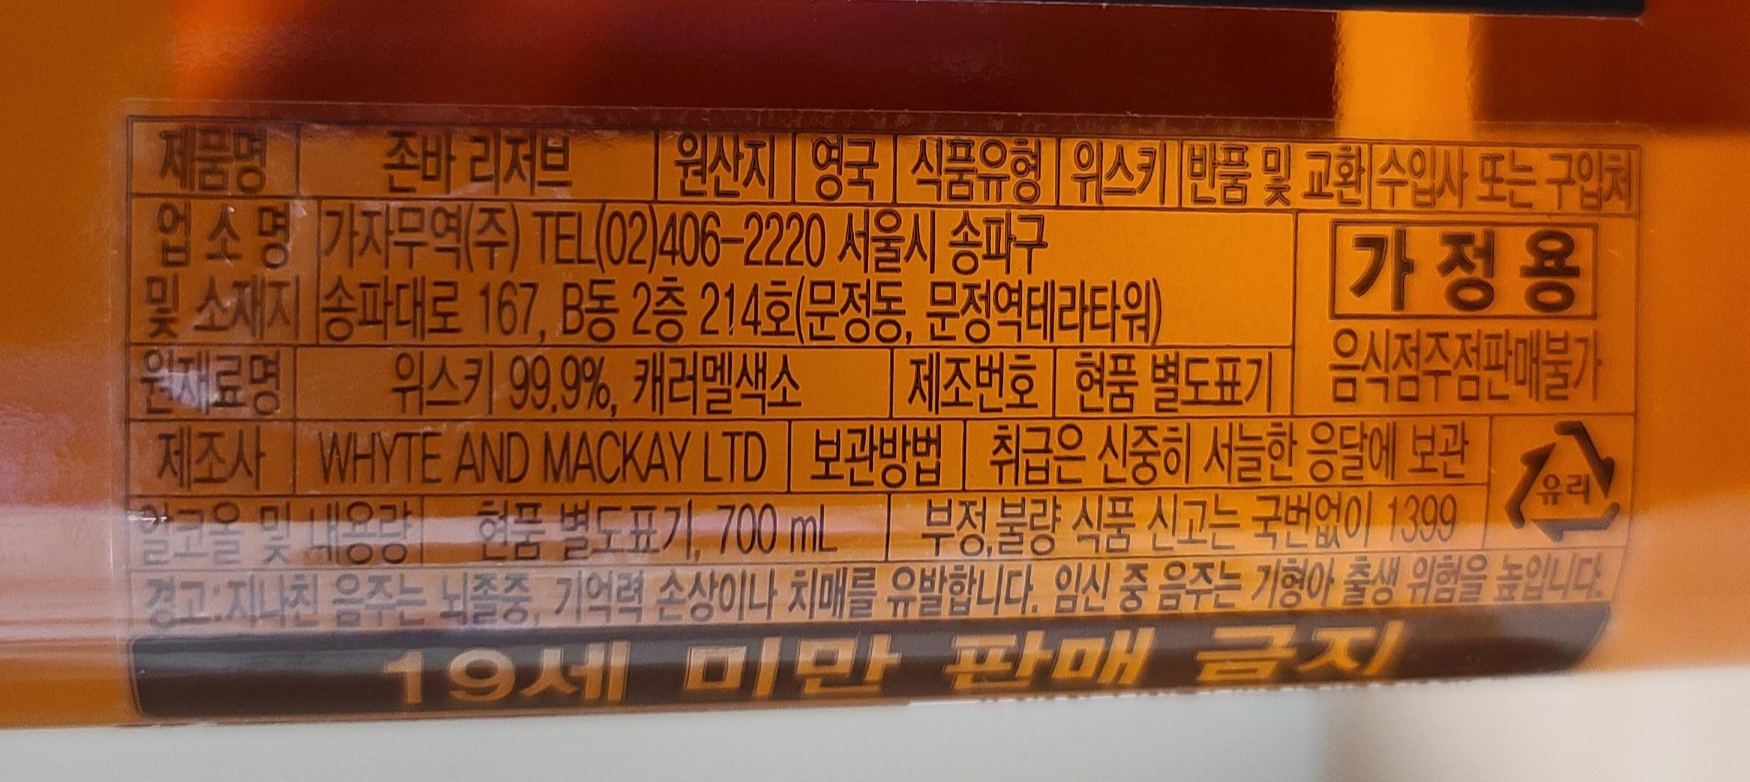 제품명 존바 리저브 원산지 영국 식품유형 위스키 반품 및 교환 수입사 또는 구입처
업소명 가자무역(주) TEL(02)406-2220 서울시 송파구
및 소재지 송파대로 167, B동 2층 214호(문정동, 문정역테라타워)
가정용
음식점주점판매불가
원재료명 위스키 99.9%, 캐러멜색소 제조번호 현품 별도표기
제조사 WHYTE AND MACKAY LTD 보관방법 취급은 신중히 서늘한 응달에 보관
유리
알코올 및 내용량 현품 별도표기, 700 mL 부정,불량 식품 신고는 국번없이 1399
경고:지나친 음주는 뇌졸중, 기억력 손상이나 치매를 유발합니다. 임신 중 음주는 기형아 출생 위험을 높입니다.
19세 미만 판매 금지